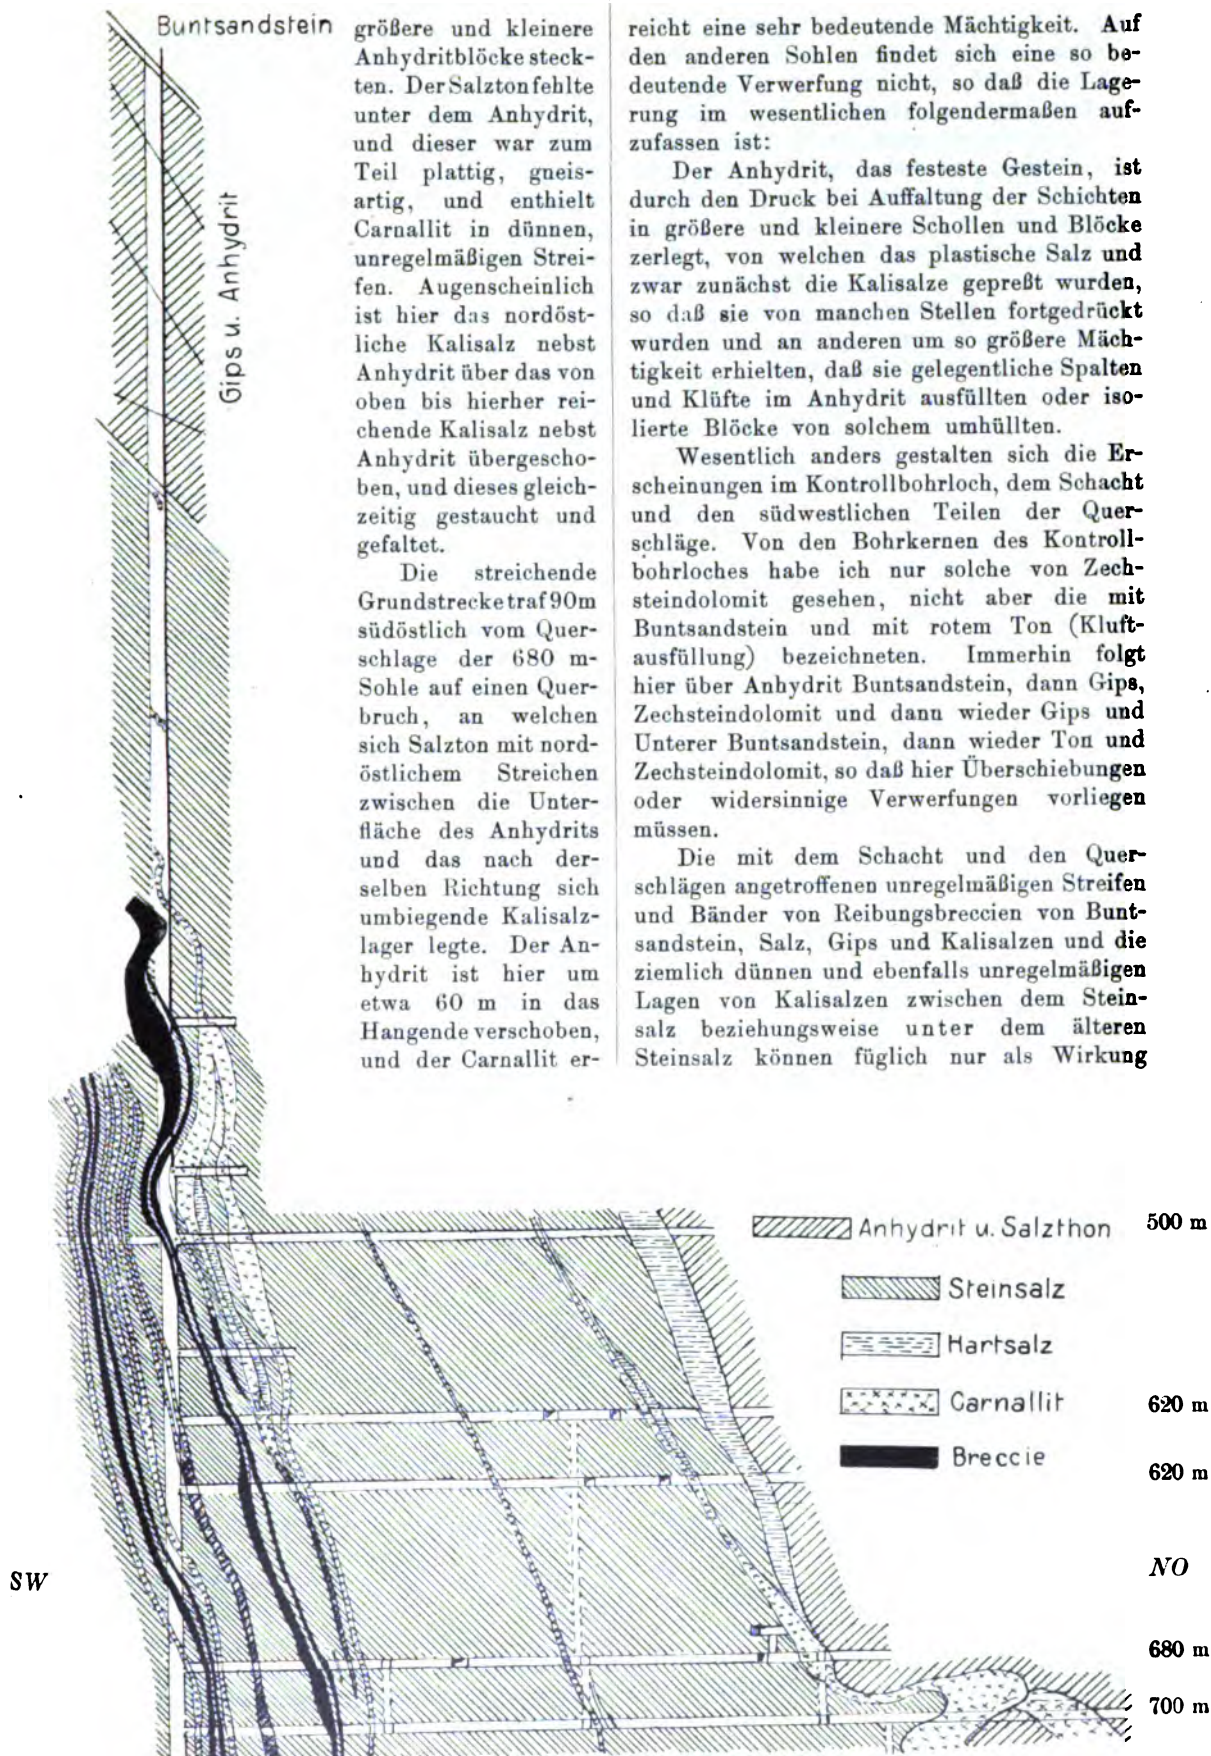 Buntsandstein
Gips u. Anhydrit
größere und kleinere
Anhydritblöcke steck-
ten. Der Salzton fehlte
unter dem Anhydrit,
und dieser war zum
Teil plattig, gneis-
artig, und enthielt
Carnallit in dünnen,
unregelmäßigen Strei-
fen. Augenscheinlich
ist hier das nordöst-
liche Kalisalz nebst
Anhydrit über das von
oben bis hierher rei-
chende Kalisalz nebst
Anhydrit übergescho-
ben, und dieses gleich-
zeitig gestaucht und
gefaltet.
Die streichende
Grundstrecke traf 90m
südöstlich vom Quer-
schlage der 680 m-
Sohle auf einen Quer-
bruch, an welchen
sich Salzton mit nord-
östlichem Streichen
zwischen die Unter-
fläche des Anhydrits
und das nach der-
selben Richtung sich
umbiegende Kalisalz-
lager legte. Der An-
hydrit ist hier um
etwa 60 m in das
Hangende verschoben,
und der Carnallit er-
reicht eine sehr bedeutende Mächtigkeit. Auf
den anderen Sohlen findet sich eine so be-
deutende Verwerfung nicht, so daß die Lage-
rung im wesentlichen folgendermaßen auf-
zufassen ist:
Der Anhydrit, das festeste Gestein, ist
durch den Druck bei Auffaltung der Schichten
in größere und kleinere Schollen und Blöcke
zerlegt, von welchen das plastische Salz und
zwar zunächst die Kalisalze gepreßt wurden,
so daß sie von manchen Stellen fortgedrückt
wurden und an anderen um so größere Mäch-
tigkeit erhielten, daß sie gelegentliche Spalten
und Klüfte im Anhydrit ausfüllten oder iso-
lierte Blöcke von solchem umhüllten.
Wesentlich anders gestalten sich die Er-
scheinungen im Kontrollbohrloch, dem Schacht
und den südwestlichen Teilen der Quer-
schläge. Von den Bohrkernen des Kontroll-
bohrloches habe ich nur solche von Zech-
steindolomit gesehen, nicht aber die mit
Buntsandstein und mit rotem Ton (Kluft-
ausfüllung) bezeichneten. Immerhin folgt
hier über Anhydrit Buntsandstein, dann Gips,
Zechsteindolomit und dann wieder Gips und
Unterer Buntsandstein, dann wieder Ton und
Zechsteindolomit, so daß hier Überschiebungen
oder widersinnige Verwerfungen vorliegen
müssen.
Die mit dem Schacht und den Quer-
schlägen angetroffenen unregelmäßigen Streifen
und Bänder von Reibungsbreccien von Bunt-
sandstein, Salz, Gips und Kalisalzen und die
ziemlich dünnen und ebenfalls unregelmäßigen
Lagen von Kalisalzen zwischen dem Stein-
salz beziehungsweise unter dem älteren
Steinsalz können füglich nur als Wirkung
Anhydrit u. Salzthon
Steinsalz
Hartsalz
Carnallit
Breccie
500 m
620 m
620 m
SW
NO
680 m
700 m